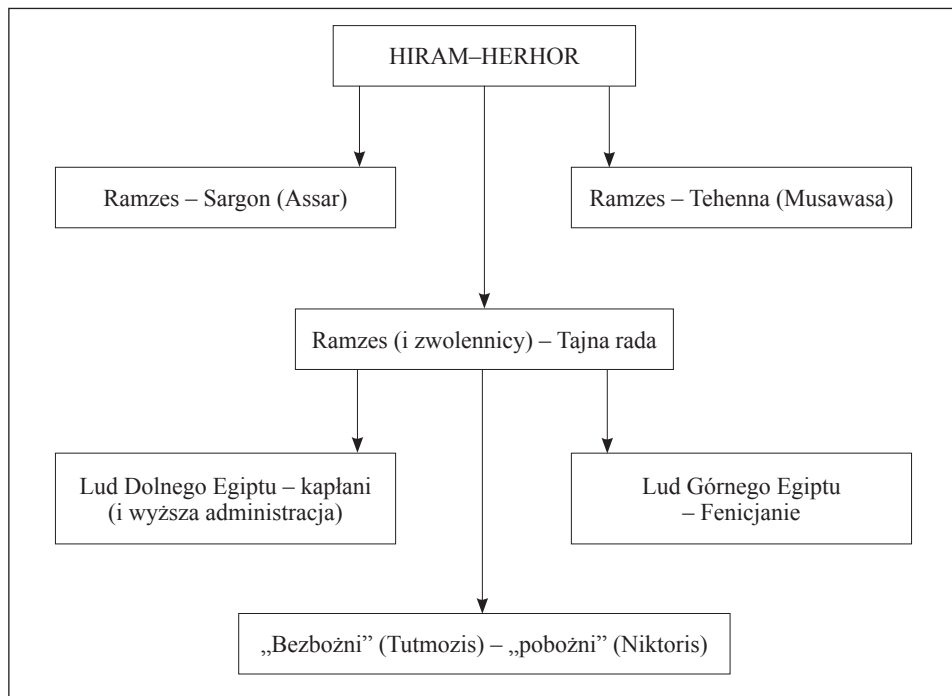 HIRAM–HERHOR
Ramzes – Sargon (Assar)
Ramzes – Tehenna (Musawasa)
Ramzes (i zwolennicy) – Tajna rada
Lud Dolnego Egiptu – kapłani
(i wyższa administracja)
Lud Górnego Egiptu
– Fenicjanie
„Bezbożni” (Tutmozis) – „pobożni” (Niktoris)